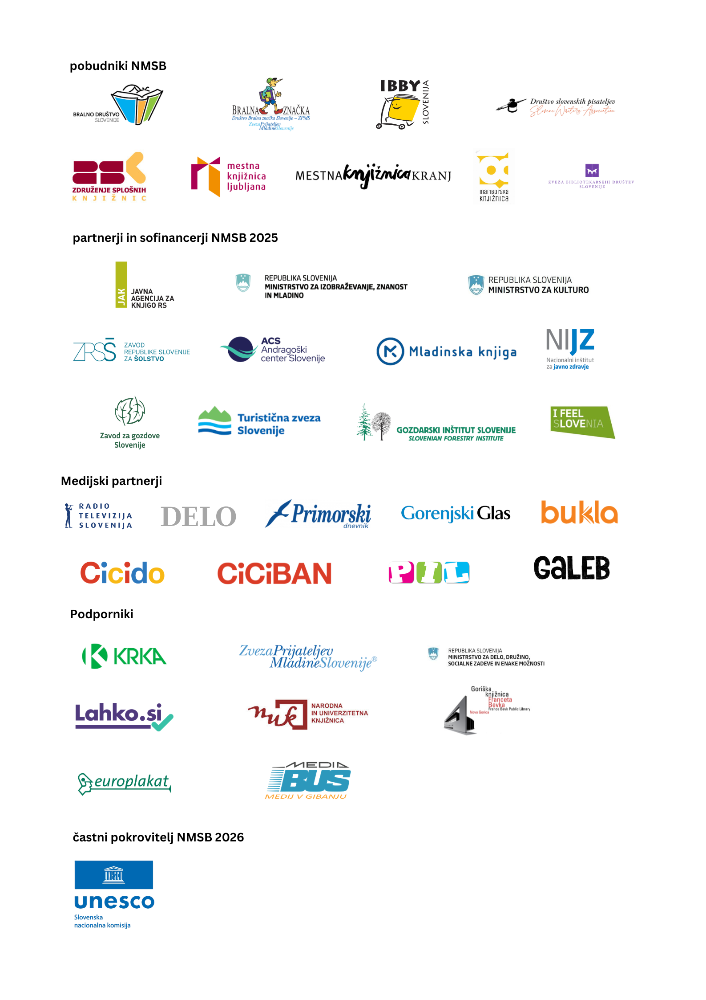 pobudniki NMSB
BRALNO DRUŠTVO
SLOVENIJE
BRALNA ZNAČKA
Društvo Bralna značka Slovenije – ZPMS
ZvezaPrijateljev
MladineSlovenije
IBBY
SLOVENIJA
Društvo slovenskih pisateljev
Slovene Writers' Association
ZDRUŽENJE SPLOŠNIH
KNJIŽNIC
mestna
knjižnica
ljubljana
MESTNA knjižnica KRANJ
mariborska
knjižnica
ZVEZA BIBLIOTEKARSKIH DRUŠTEV
SLOVENIJE
partnerji in sofinancerji NMSB 2025
JAK
JAVNA
AGENCIJA ZA
KNJIGO RS
REPUBLIKA SLOVENIJA
MINISTRSTVO ZA IZOBRAŽEVANJE, ZNANOST
IN MLADINO
REPUBLIKA SLOVENIJA
MINISTRSTVO ZA KULTURO
ZRSŠ
ZAVOD
REPUBLIKE SLOVENIJE
ZA ŠOLSTVO
ACS
Andragoški
center Slovenije
Mladinska knjiga
NIJZ
Nacionalni inštitut
za javno zdravje
Zavod za gozdove
Slovenije
Turistična zveza
Slovenije
GOZDARSKI INŠTITUT SLOVENIJE
SLOVENIAN FORESTRY INSTITUTE
I FEEL
SLOVENIA
Medijski partnerji
RADIO
TELEVIZIJA
SLOVENIJA
DELO
Primorski
dnevnik
Gorenjski Glas
bukla
Cicido
CiCiBAN
PIL
GaLEB
Podporniki
KRKA
ZvezaPrijateljev
MladineSlovenije®
REPUBLIKA SLOVENIJA
MINISTRSTVO ZA DELO, DRUŽINO,
SOCIALNE ZADEVE IN ENAKE MOŽNOSTI
Lahko.si
nuk
NARODNA
IN UNIVERZITETNA
KNJIŽNICA
Goriška
knjižnica
Franceta
Bevka
France Bevk Public Library
Nova Gorica
europlakat
MEDIA
BUS
MEDIJ V GIBANJU
častni pokrovitelj NMSB 2026
UNESCO
unesco
Slovenska
nacionalna komisija